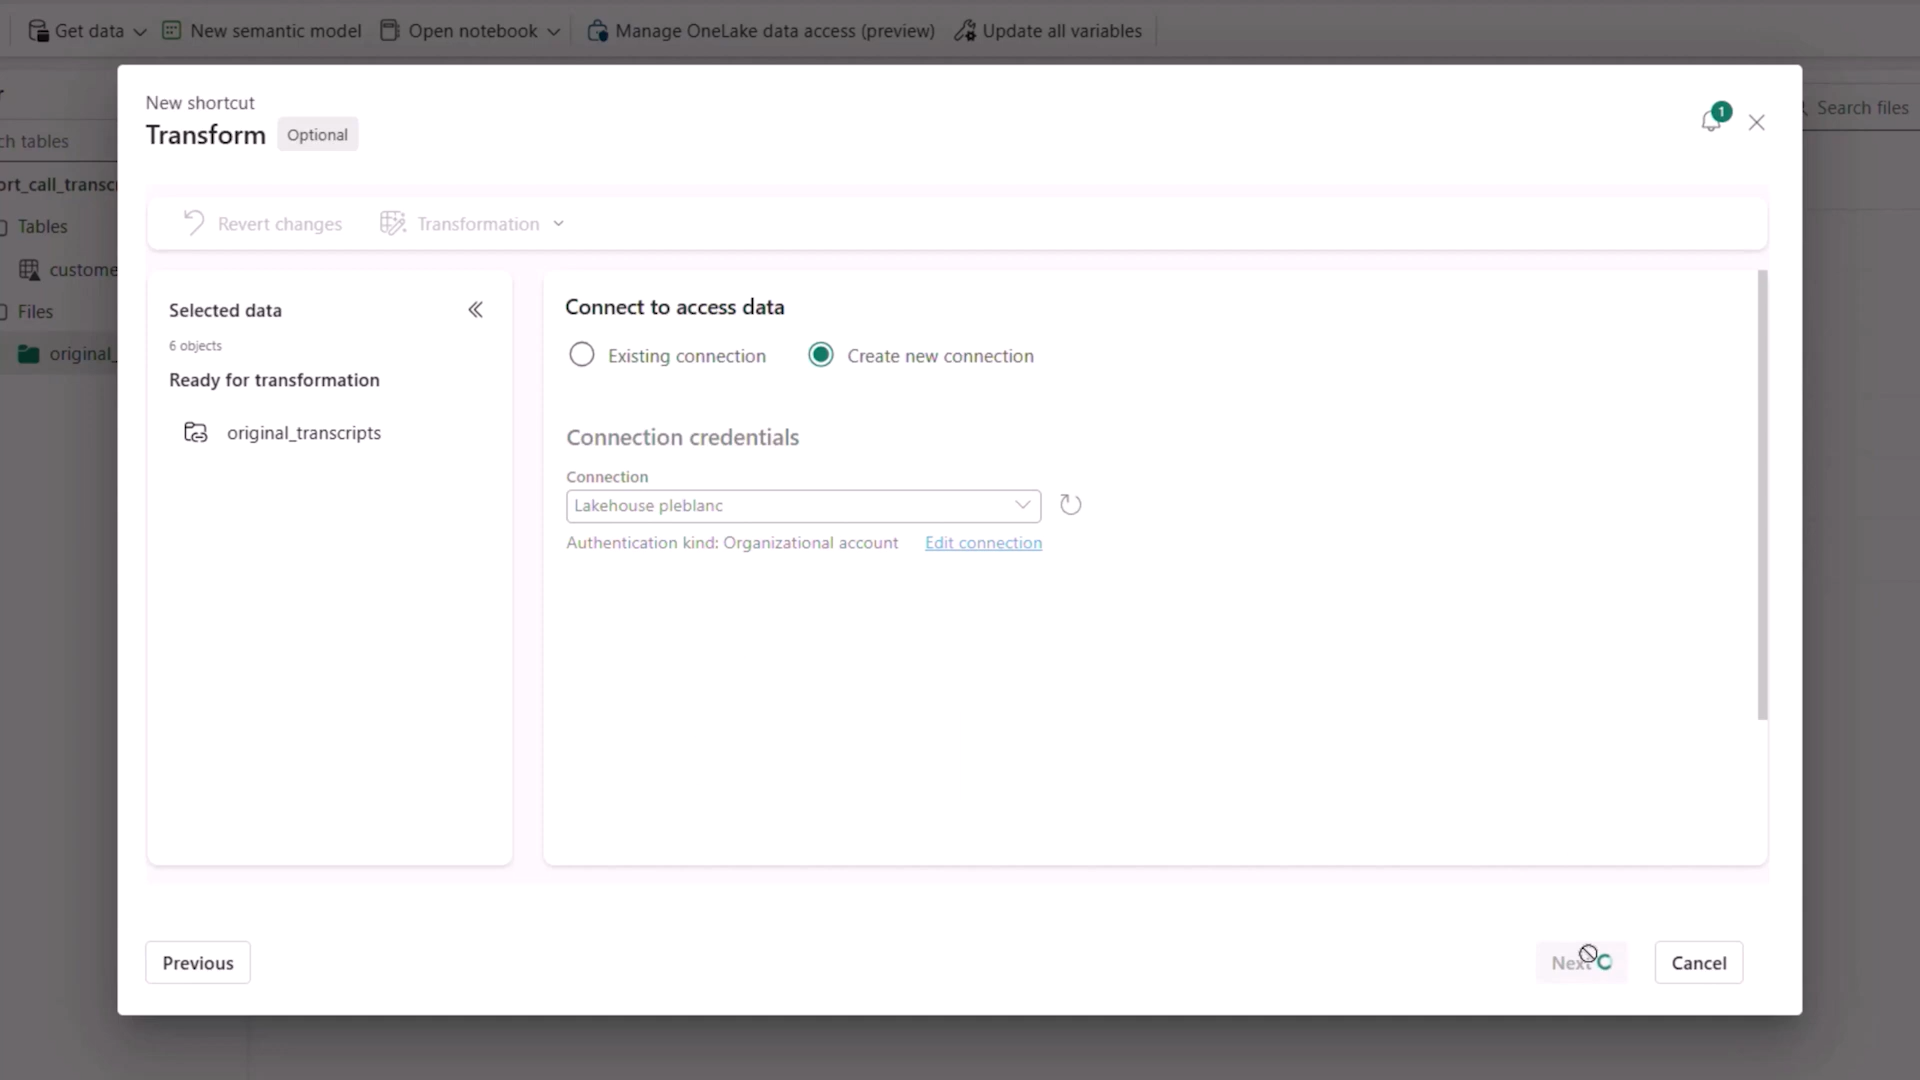 Get data
New semantic model
Open notebook
Manage OneLake data access (preview)
Update all variables
New shortcut
Transform
Optional
1
Search files
r
ch tables
ort_call_transcr
Tables
custome
Files
original_
Revert changes
Transformation
Selected data
6 objects
Ready for transformation
original_transcripts
Connect to access data
Existing connection
Create new connection
Connection credentials
Connection
Lakehouse pleblanc
Authentication kind: Organizational account
Edit connection
Previous
Next
Cancel